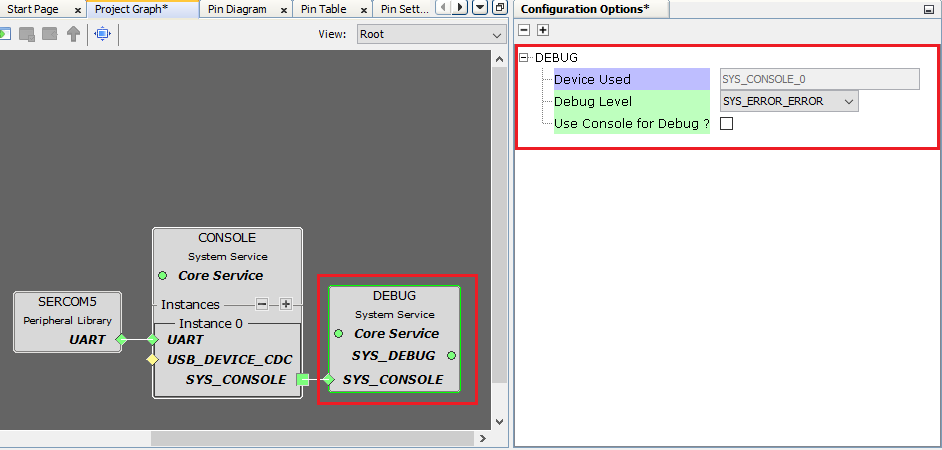 Start Page
Project Graph*
Pin Diagram
Pin Table
Pin Sett...
View:
Root
CONSOLE
System Service
Core Service
Instances
Instance 0
UART
USB_DEVICE_CDC
SYS_CONSOLE
SERCOM5
Peripheral Library
UART
DEBUG
System Service
Core Service
SYS_DEBUG
SYS_CONSOLE
Configuration Options*
DEBUG
Device Used
SYS_CONSOLE_0
Debug Level
SYS_ERROR_ERROR
Use Console for Debug ?